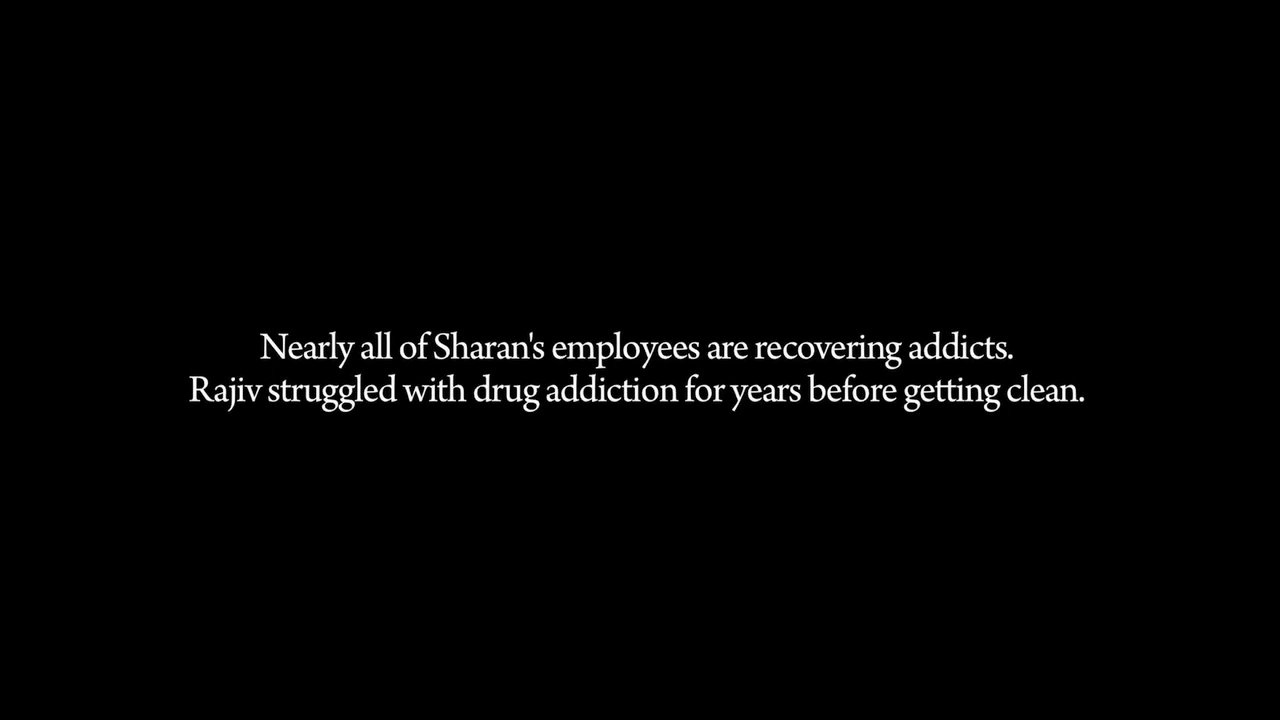 Nearly all of Sharan's employees are recovering addicts.
Rajiv struggled with drug addiction for years before getting clean.